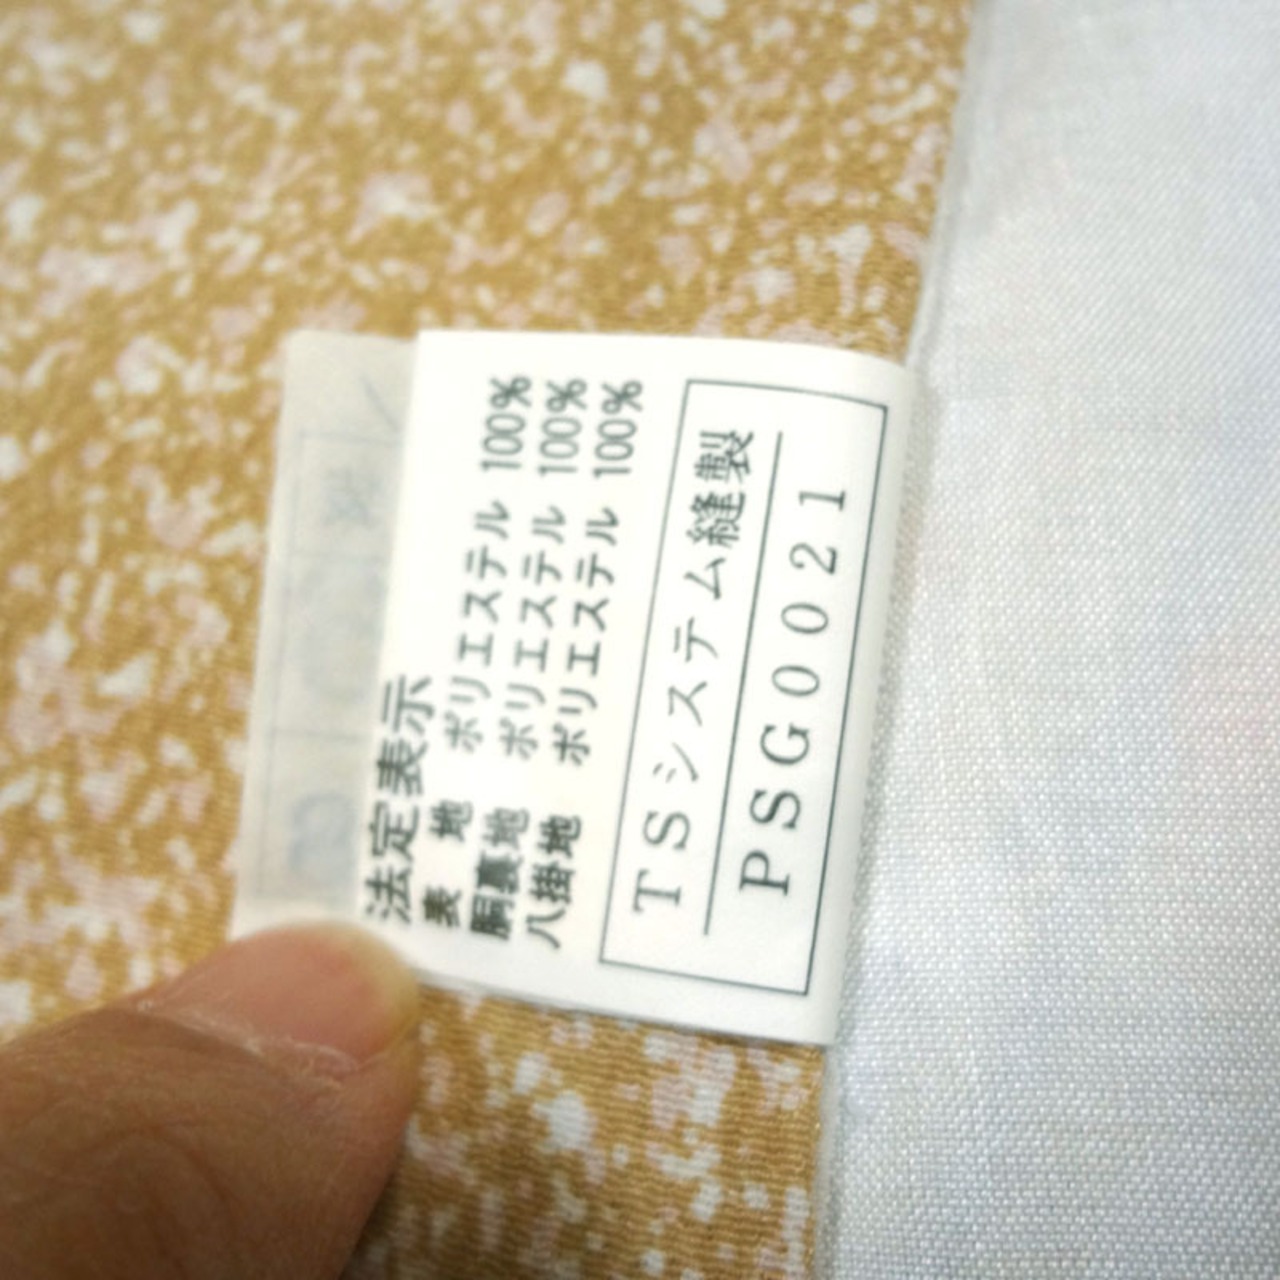 法定表示
表 地 ポリエステル 100%
胴裏地 ポリエステル 100%
八掛地 ポリエステル 100%
TSシステム縫製
PSG0021